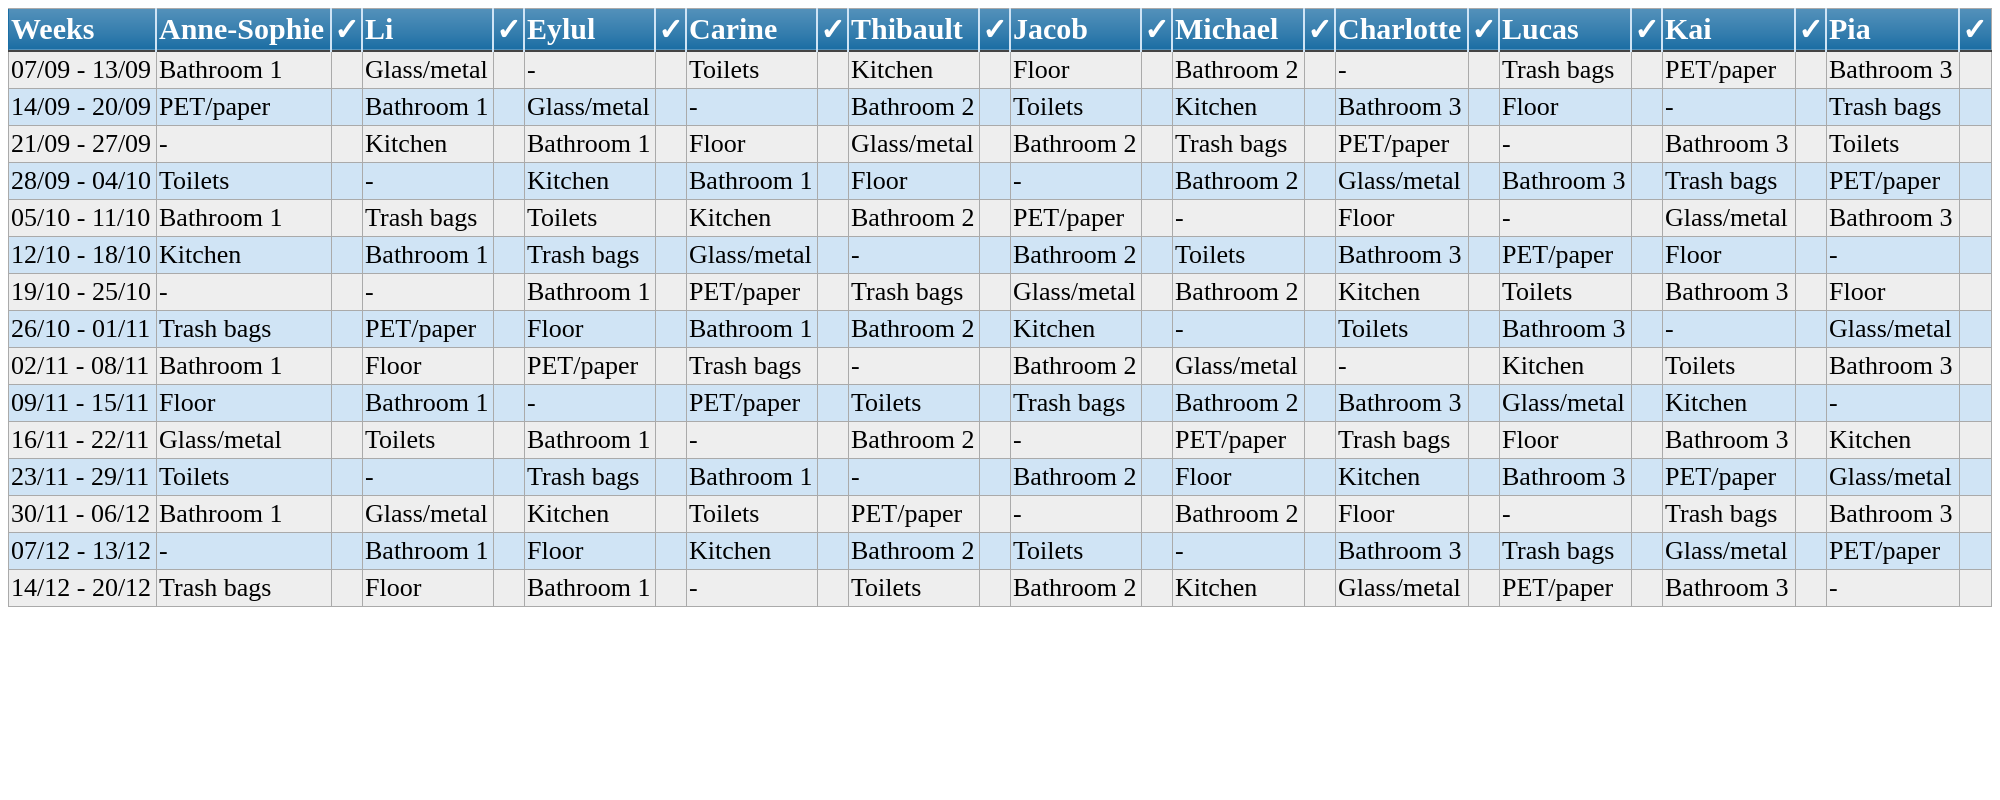 Weeks Anne-Sophie ✓ Li ✓ Eylul ✓ Carine ✓ Thibault ✓ Jacob ✓ Michael ✓ Charlotte ✓ Lucas ✓ Kai ✓ Pia ✓
07/09 - 13/09 Bathroom 1 Glass/metal - Toilets Kitchen Floor Bathroom 2 - Trash bags PET/paper Bathroom 3
14/09 - 20/09 PET/paper Bathroom 1 Glass/metal - Bathroom 2 Toilets Kitchen Bathroom 3 Floor - Trash bags
21/09 - 27/09 - Kitchen Bathroom 1 Floor Glass/metal Bathroom 2 Trash bags PET/paper - Bathroom 3 Toilets
28/09 - 04/10 Toilets - Kitchen Bathroom 1 Floor - Bathroom 2 Glass/metal Bathroom 3 Trash bags PET/paper
05/10 - 11/10 Bathroom 1 Trash bags Toilets Kitchen Bathroom 2 PET/paper - Floor - Glass/metal Bathroom 3
12/10 - 18/10 Kitchen Bathroom 1 Trash bags Glass/metal - Bathroom 2 Toilets Bathroom 3 PET/paper Floor -
19/10 - 25/10 - - Bathroom 1 PET/paper Trash bags Glass/metal Bathroom 2 Kitchen Toilets Bathroom 3 Floor
26/10 - 01/11 Trash bags PET/paper Floor Bathroom 1 Bathroom 2 Kitchen - Toilets Bathroom 3 - Glass/metal
02/11 - 08/11 Bathroom 1 Floor PET/paper Trash bags - Bathroom 2 Glass/metal - Kitchen Toilets Bathroom 3
09/11 - 15/11 Floor Bathroom 1 - PET/paper Toilets Trash bags Bathroom 2 Bathroom 3 Glass/metal Kitchen -
16/11 - 22/11 Glass/metal Toilets Bathroom 1 - Bathroom 2 - PET/paper Trash bags Floor Bathroom 3 Kitchen
23/11 - 29/11 Toilets - Trash bags Bathroom 1 - Bathroom 2 Floor Kitchen Bathroom 3 PET/paper Glass/metal
30/11 - 06/12 Bathroom 1 Glass/metal Kitchen Toilets PET/paper - Bathroom 2 Floor - Trash bags Bathroom 3
07/12 - 13/12 - Bathroom 1 Floor Kitchen Bathroom 2 Toilets - Bathroom 3 Trash bags Glass/metal PET/paper
14/12 - 20/12 Trash bags Floor Bathroom 1 - Toilets Bathroom 2 Kitchen Glass/metal PET/paper Bathroom 3 -